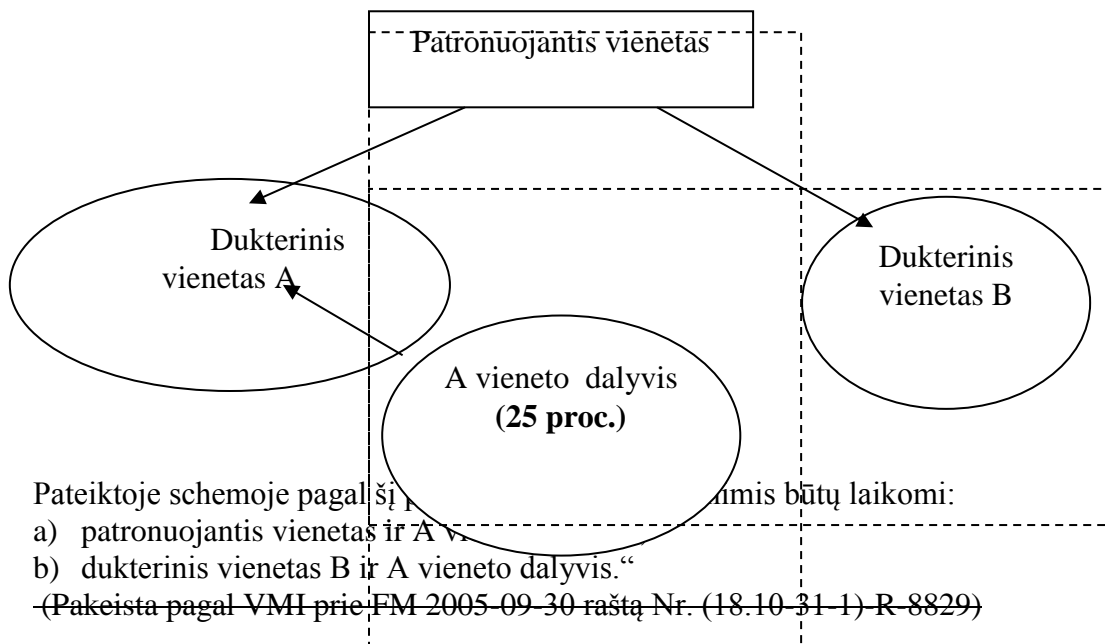 Patronuojantis vienetas
Dukterinis
vienetas A
Dukterinis
vienetas B
A vieneto dalyvis
(25 proc.)
Pateiktoje schemoje pagal šį būtų laikomi:
a) patronuojantis vienetas ir A
b) dukterinis vienetas B ir A vieneto dalyvis.“
(Pakeista pagal VMI prie FM 2005-09-30 raštą Nr. (18.10-31-1)-R-8829)